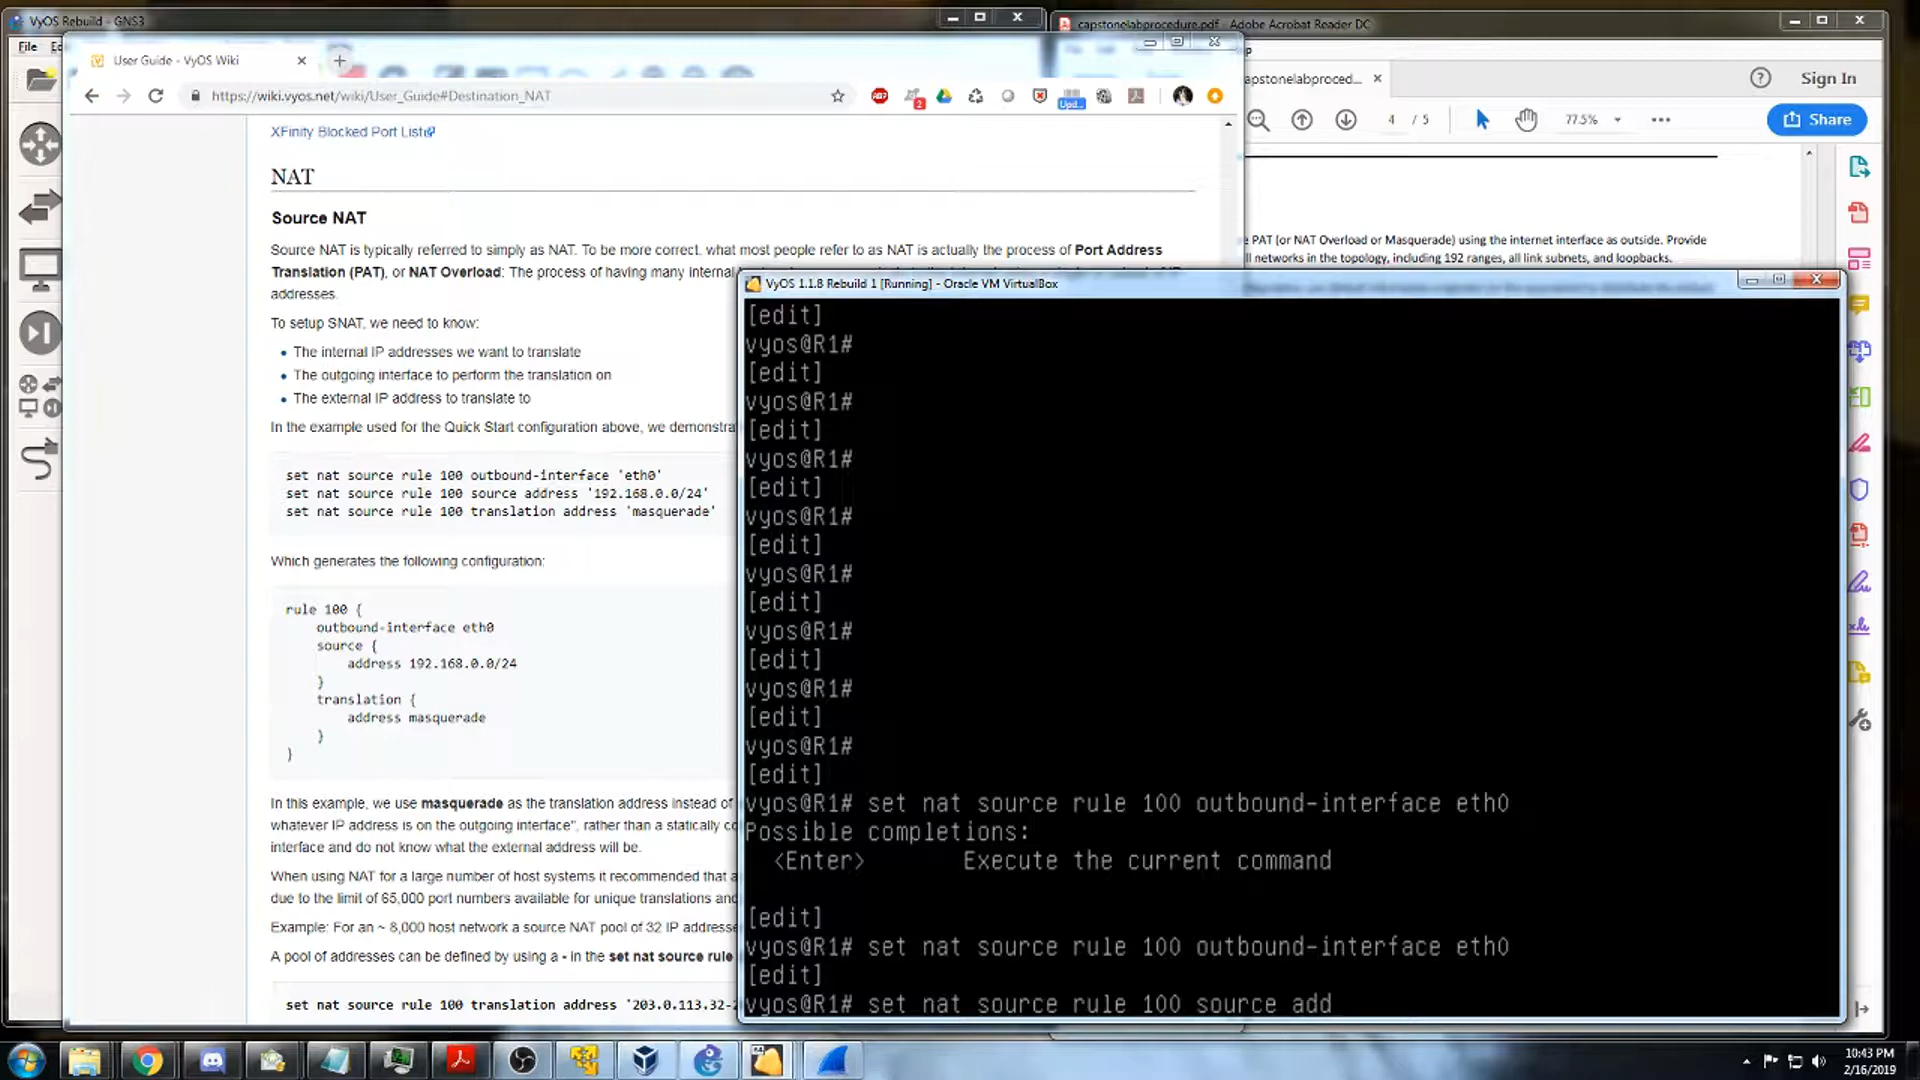 VyOS Rebuild - GNS3
File
User Guide - VyOS Wiki
https://wiki.vyos.net/wiki/User_Guide#Destination_NAT
XFinity Blocked Port List
NAT
Source NAT
Source NAT is typically referred to simply as NAT. To be more correct, what most people refer to as NAT is actually the process of Port Address
Translation (PAT), or NAT Overload: The process of having many internal
addresses.
To setup SNAT, we need to know:
The internal IP addresses we want to translate
The outgoing interface to perform the translation on
The external IP address to translate to
In the example used for the Quick Start configuration above, we demonstra
set nat source rule 100 outbound-interface 'eth0'
set nat source rule 100 source address '192.168.0.0/24'
set nat source rule 100 translation address 'masquerade'
Which generates the following configuration:
rule 100 {
outbound-interface eth0
source {
address 192.168.0.0/24
}
translation {
address masquerade
}
}
In this example, we use masquerade as the translation address instead of
whatever IP address is on the outgoing interface", rather than a statically co
interface and do not know what the external address will be.
When using NAT for a large number of host systems it recommended that a
due to the limit of 65,000 port numbers available for unique translations and
Example: For an ~ 8,000 host network a source NAT pool of 32 IP addresse
A pool of addresses can be defined by using a - in the set nat source rule
set nat source rule 100 translation address '203.0.113.32-
capstonelabprocedure.pdf - Adobe Acrobat Reader DC
apstonelabproced...
Sign In
4 / 5
77.5%
Share
e PAT (or NAT Overload or Masquerade) using the internet interface as outside. Provide
ll networks in the topology, including 192 ranges, all link subnets, and loopbacks.
VyOS 1.1.8 Rebuild 1 [Running] - Oracle VM VirtualBox
[edit]
vyos@R1#
[edit]
vyos@R1#
[edit]
vyos@R1#
[edit]
vyos@R1#
[edit]
vyos@R1#
[edit]
vyos@R1#
[edit]
vyos@R1#
[edit]
vyos@R1#
[edit]
vyos@R1# set nat source rule 100 outbound-interface eth0
Possible completions:
<Enter> Execute the current command
[edit]
vyos@R1# set nat source rule 100 outbound-interface eth0
[edit]
vyos@R1# set nat source rule 100 source add
10:43 PM
2/16/2019